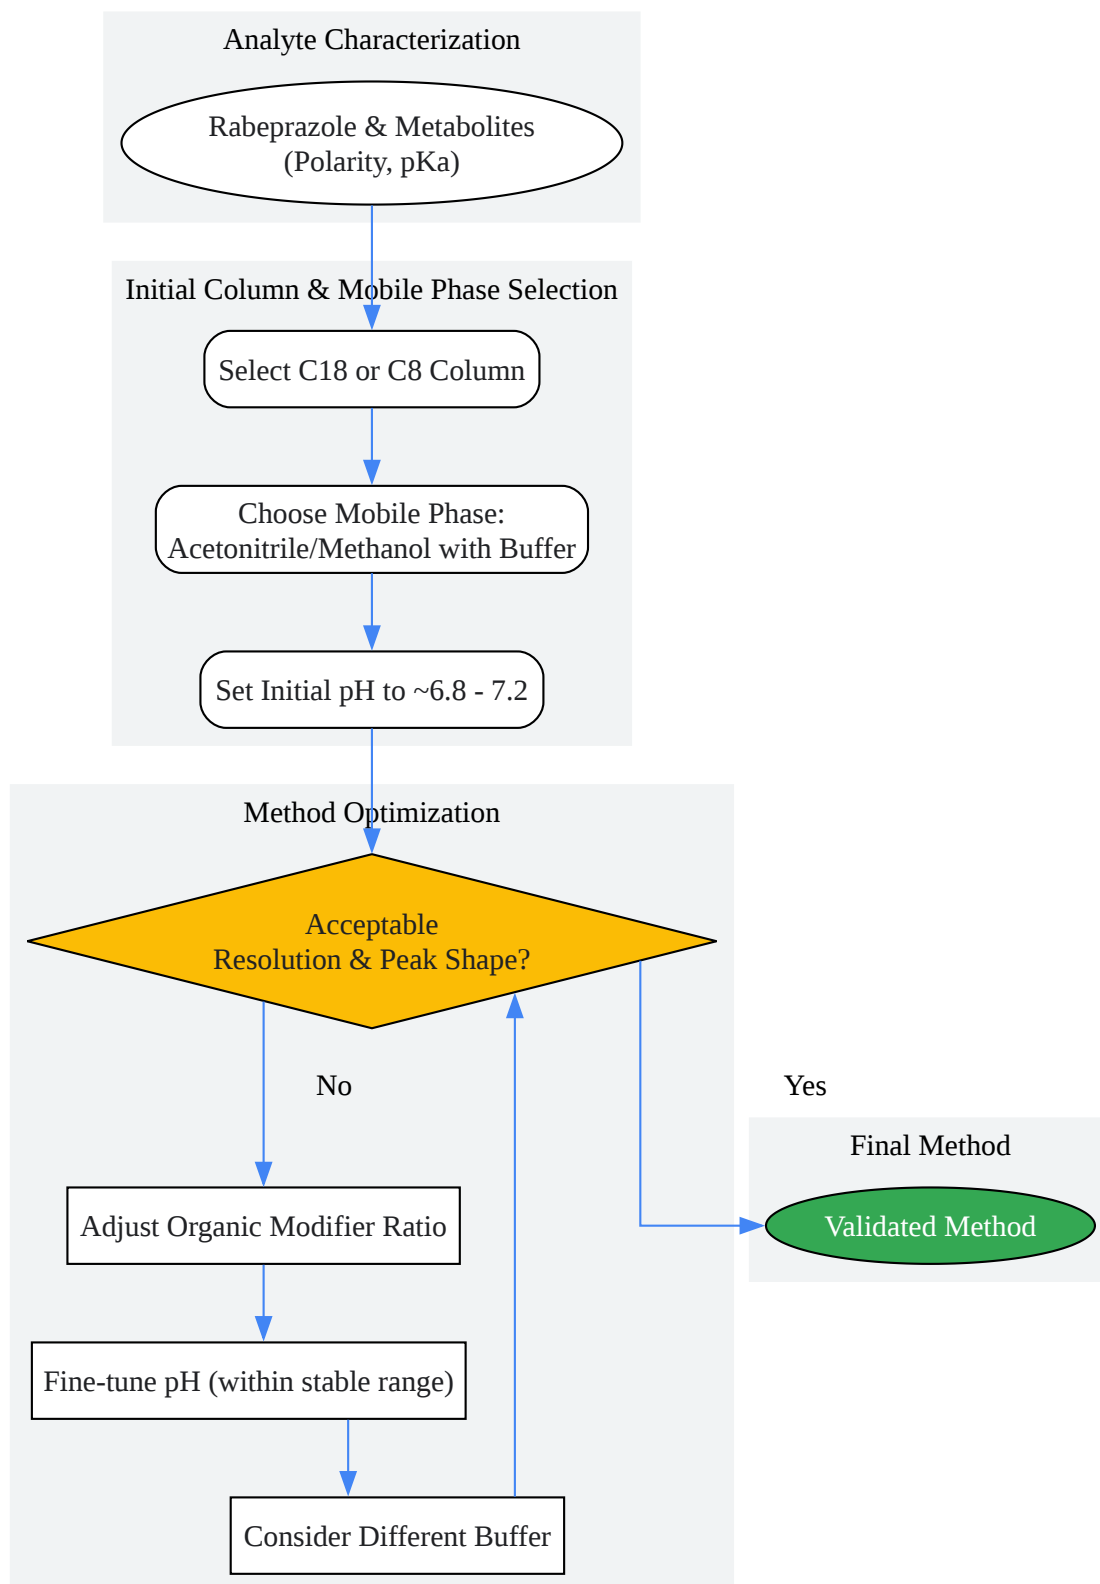 Analyte Characterization
Rabeprazole & Metabolites
(Polarity, pKa)
Initial Column & Mobile Phase Selection
Select C18 or C8 Column
Choose Mobile Phase:
Acetonitrile/Methanol with Buffer
Set Initial pH to ~6.8 - 7.2
Method Optimization
Acceptable
Resolution & Peak Shape?
No
Yes
Final Method
Adjust Organic Modifier Ratio
Validated Method
Fine-tune pH (within stable range)
Consider Different Buffer